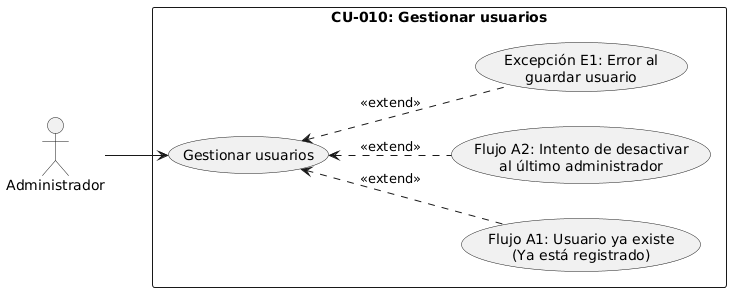 CU-010: Gestionar usuarios
Excepción E1: Error al
guardar usuario
<<extend>>
Flujo A2: Intento de desactivar
al último administrador
<<extend>>
Gestionar usuarios
Administrador
<<extend>>
Flujo A1: Usuario ya existe
(Ya está registrado)